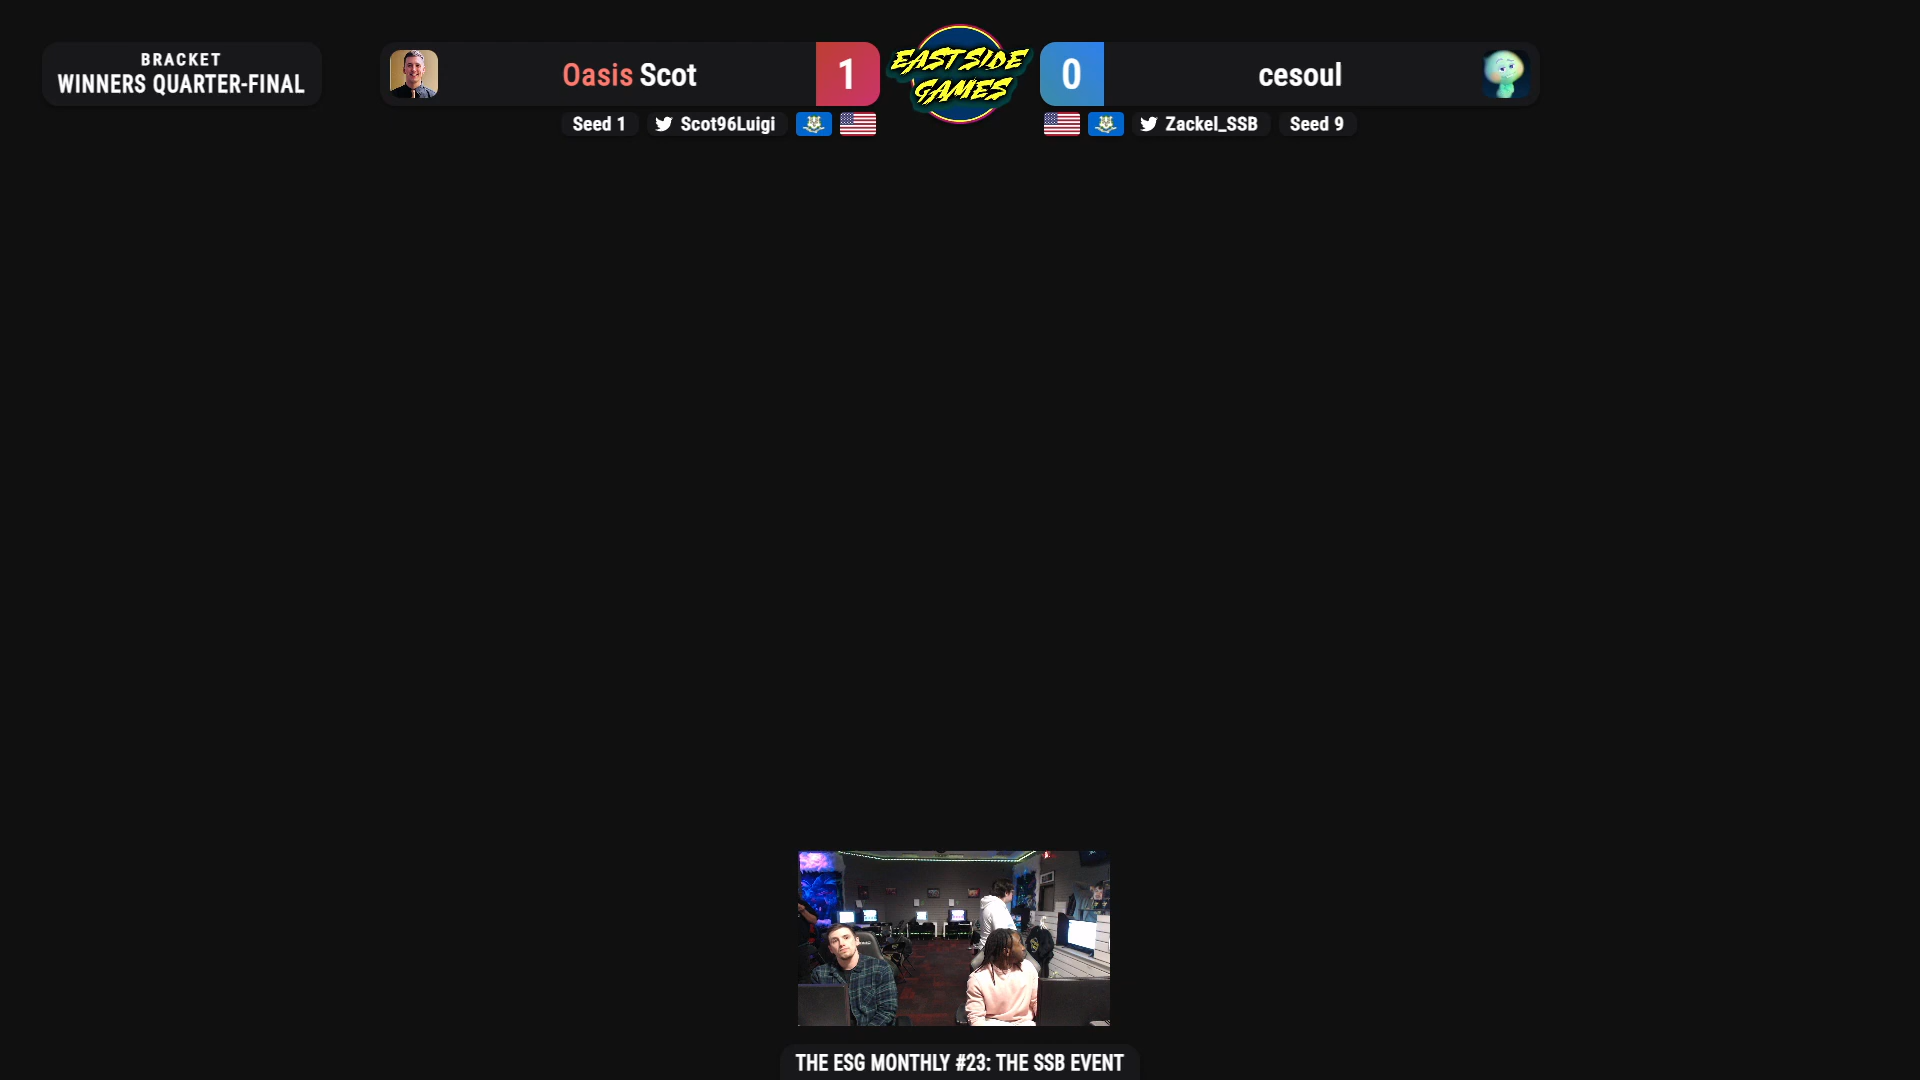 BRACKET
WINNERS QUARTER-FINAL
Oasis Scot
1
EAST SIDE
GAMES
0
cesoul
Seed 1
Scot96Luigi
Zackel_SSB
Seed 9
THE ESG MONTHLY #23: THE SSB EVENT